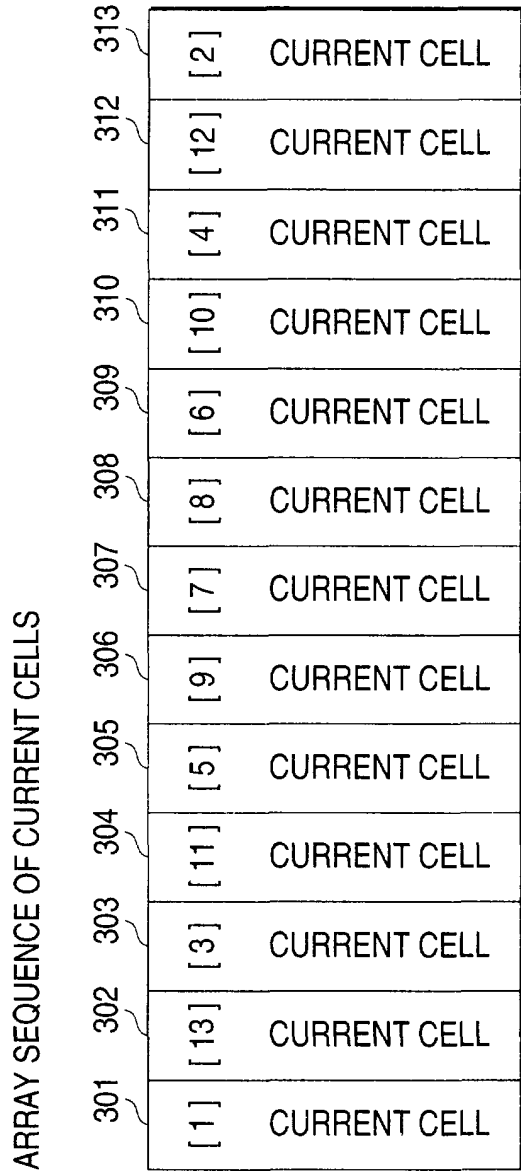 ARRAY SEQUENCE OF CURRENT CELLS
313
[2] CURRENT CELL
312
[12] CURRENT CELL
311
[4] CURRENT CELL
310
[10] CURRENT CELL
309
[6] CURRENT CELL
308
[8] CURRENT CELL
307
[7] CURRENT CELL
306
[9] CURRENT CELL
305
[5] CURRENT CELL
304
[11] CURRENT CELL
303
[3] CURRENT CELL
302
[13] CURRENT CELL
301
[1] CURRENT CELL